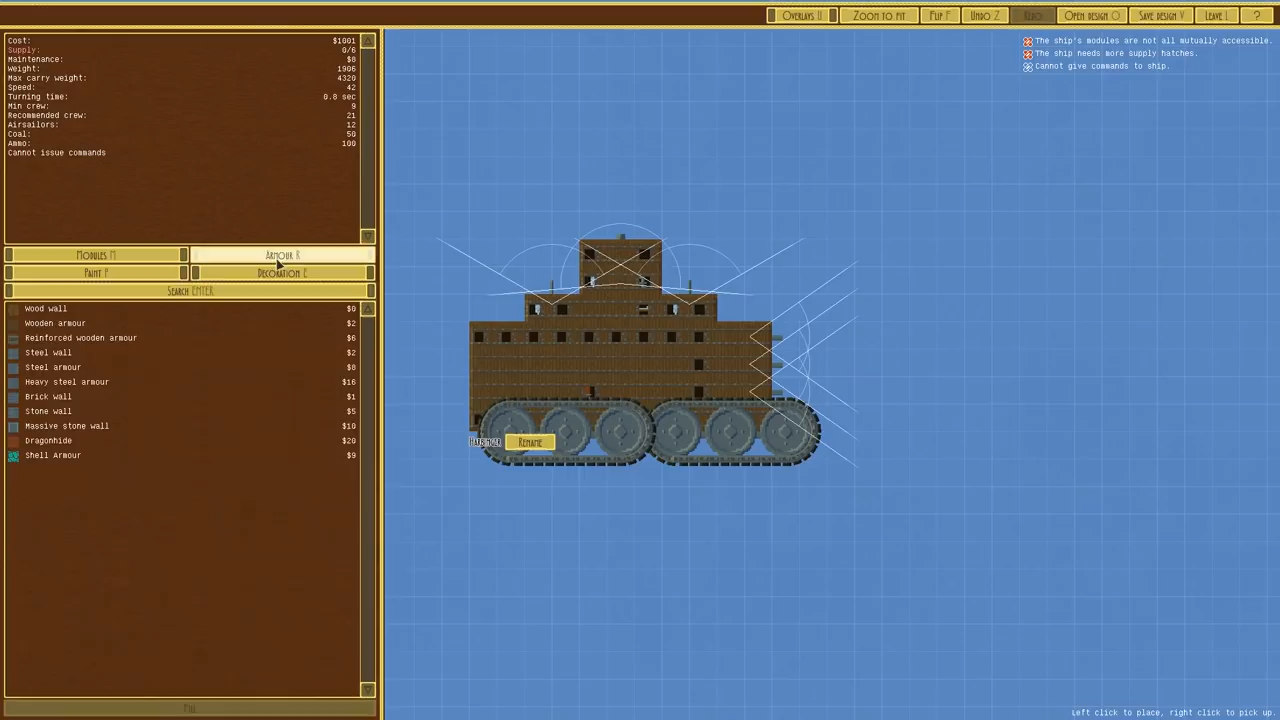 OVERLAYS U ZOOM TO FIT FLIP F UNDO Z REDO OPEN DESIGN O SAVE DESIGN V LEAVE L ?
Cost: $1001
Supply: 0/6
Maintenance: $8
Weight: 1906
Max carry weight: 4320
Speed: 42
Turning time: 0.8 sec
Min crew: 9
Recommended crew: 21
Airsailors: 12
Coal: 50
Ammo: 100
Cannot issue commands
The ship's modules are not all mutually accessible.
The ship needs more supply hatches.
Cannot give commands to ship.
MODULES M ARMOUR R
PAINT P DECORATION E
SEARCH ENTER
Wood wall $0
Wooden armour $2
Reinforced wooden armour $6
Steel wall $2
Steel armour $8
Heavy steel armour $16
Brick wall $1
Stone wall $5
Massive stone wall $10
Dragonhide $20
Shell Armour $9
HARBINGER RENAME
FILL
Left click to place, right click to pick up.